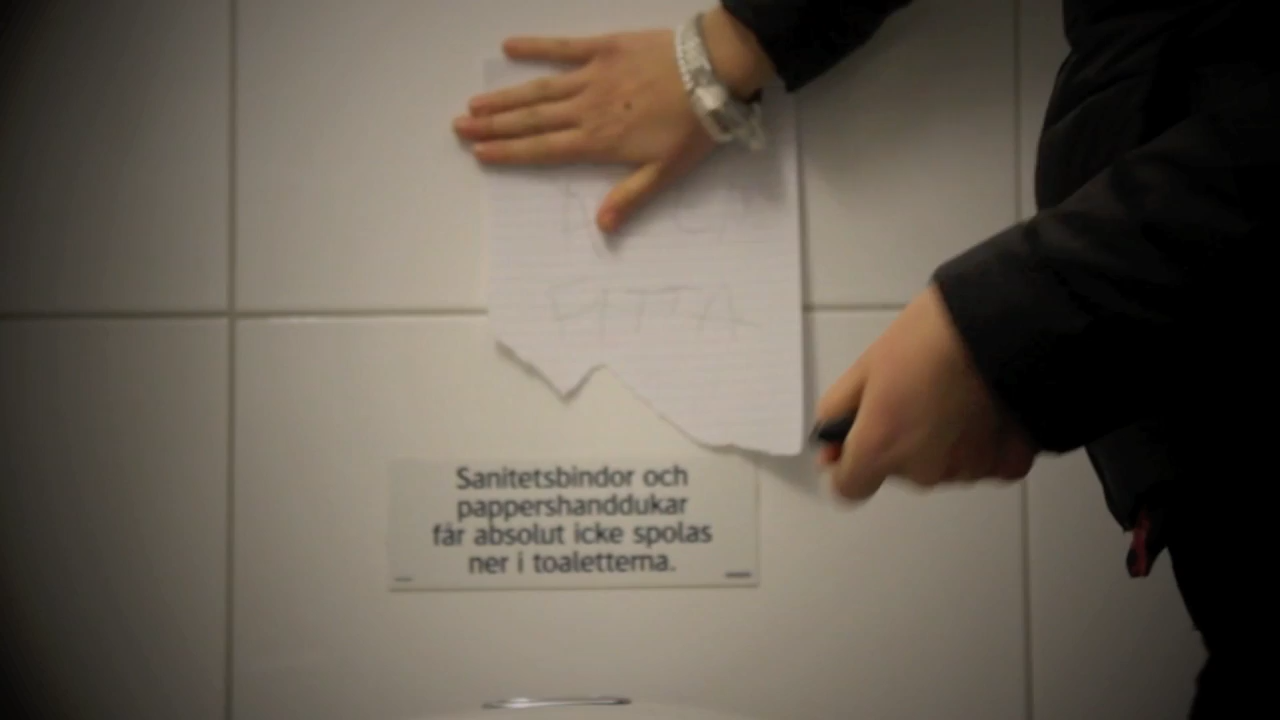 FITTA
Sanitetsbindor och
pappershanddukar
får absolut icke spolas
ner i toaletterna.